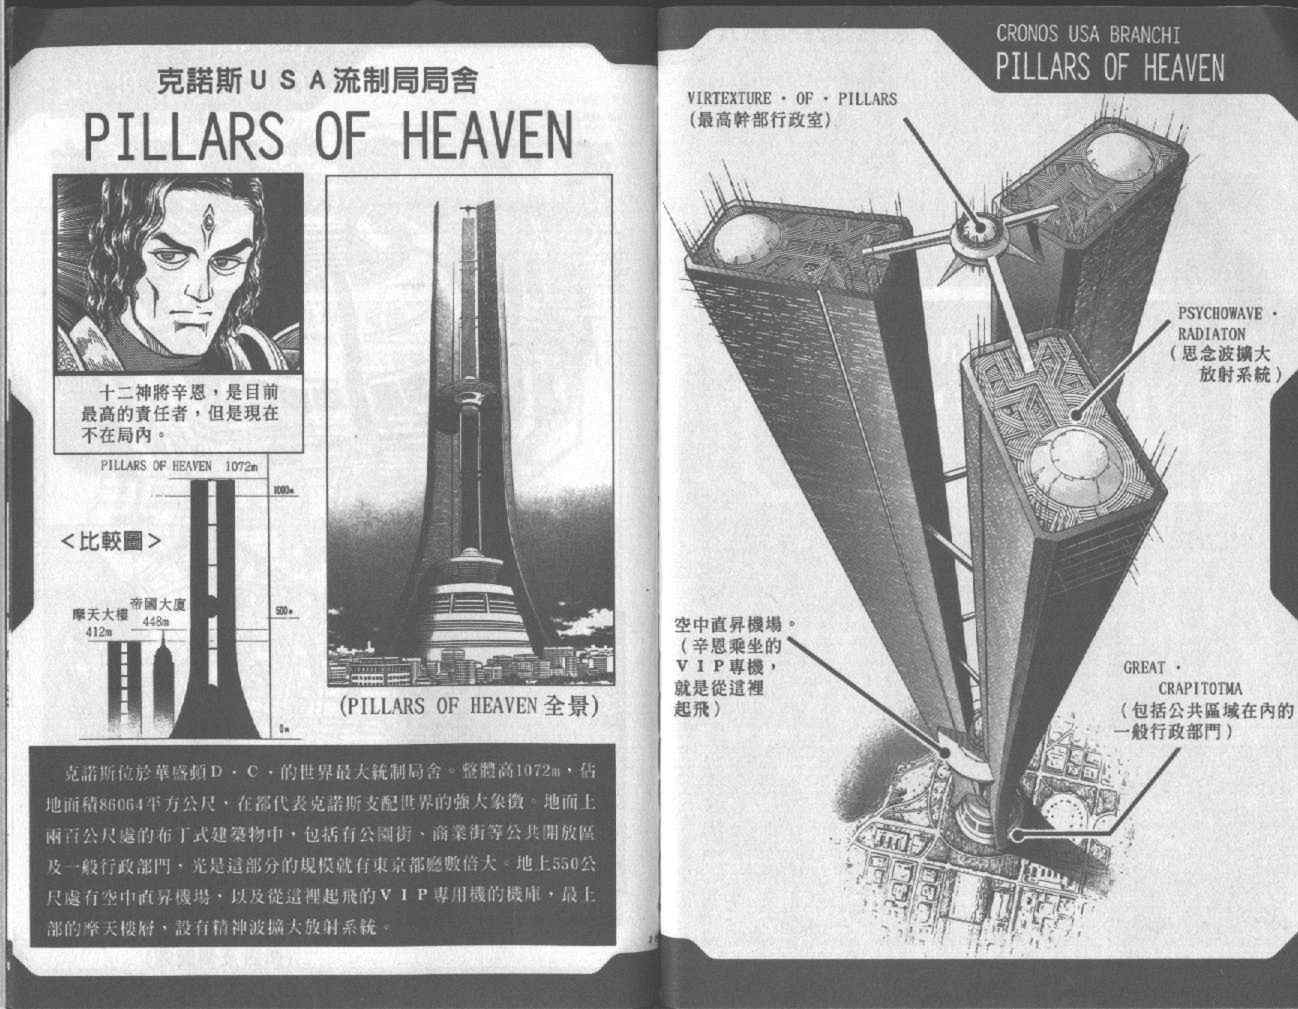 克諾斯ＵＳＡ流制局局舍
PILLARS OF HEAVEN
十二神將辛恩，是目前
最高的責任者，但是現在
不在局內。
PILLARS OF HEAVEN 1072m
1000m
＜比較圖＞
500m
摩天大樓
412m
帝國大廈
448m
0m
(PILLARS OF HEAVEN 全景)
克諾斯位於華盛頓Ｄ・Ｃ・的世界最大統制局舍。整體高1072m，佔
地面積86064平方公尺，在都代表克諾斯支配世界的強大象徵。地面上
兩百公尺處的布丁式建築物中，包括有公園街、商業街等公共開放區
及一般行政部門，光是這部分的規模就有東京都廳數倍大。地上550公
尺處有空中直昇機場，以及從這裡起飛的ＶＩＰ專用機的機庫，最上
部的摩天樓層，設有精神波擴大放射系統。
CRONOS USA BRANCHI
PILLARS OF HEAVEN
VIRTEXTURE・OF・PILLARS
(最高幹部行政室)
PSYCHOWAVE・
RADIATON
(思念波擴大
放射系統)
空中直昇機場。
(辛恩乘坐的
ＶＩＰ專機，
就是從這裡
起飛)
GREAT・
CRAPITOTMA
(包括公共區域在內的
一般行政部門)